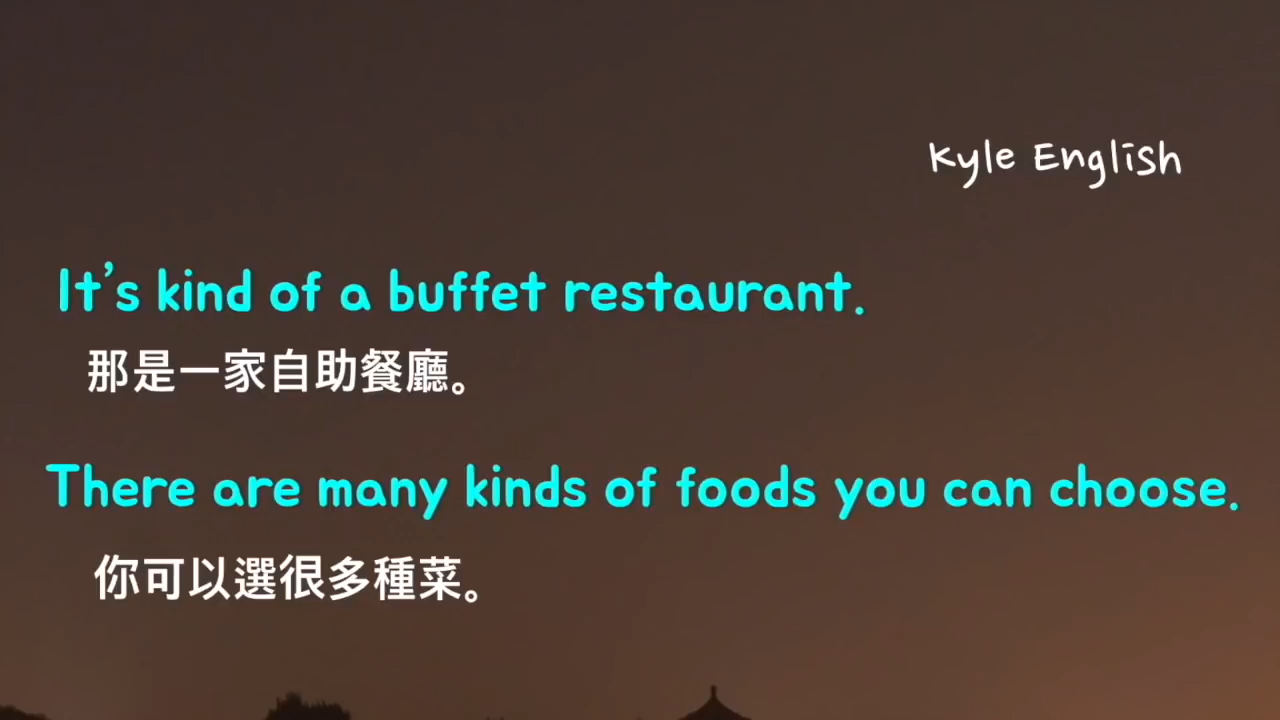 Kyle English
It's kind of a buffet restaurant.
那是一家自助餐廳。
There are many kinds of foods you can choose.
你可以選很多種菜。